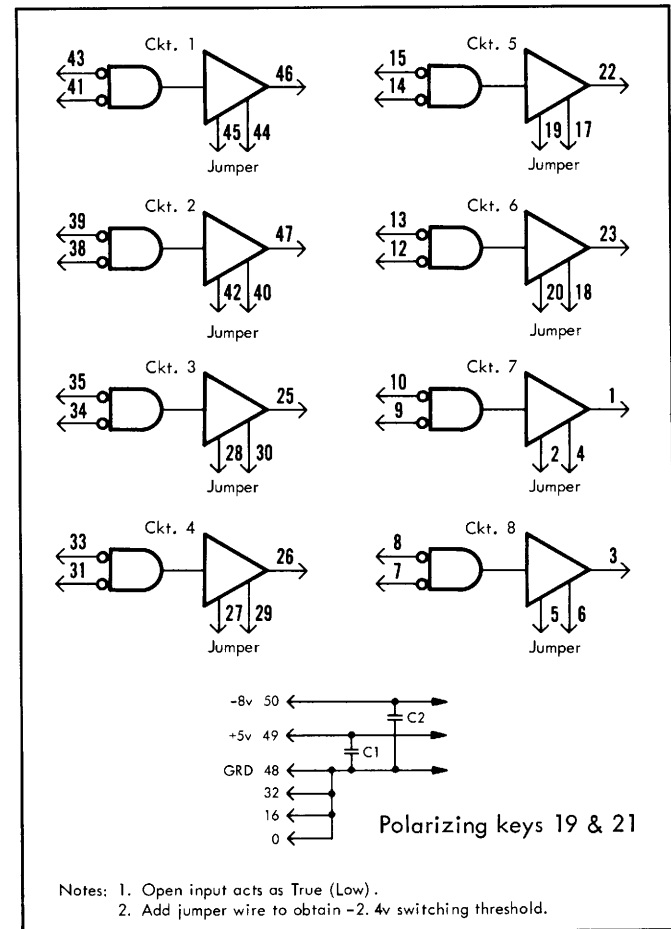 Ckt. 1
43
41
46
45
44
Jumper
Ckt. 5
15
14
22
19
17
Jumper
Ckt. 2
39
38
47
42
40
Jumper
Ckt. 6
13
12
23
20
18
Jumper
Ckt. 3
35
34
25
28
30
Jumper
Ckt. 7
10
9
1
2
4
Jumper
Ckt. 4
33
31
26
27
29
Jumper
Ckt. 8
8
7
3
5
6
Jumper
-8v 50
C2
+5v 49
C1
GRD 48
32
16
0
Polarizing keys 19 & 21
Notes: 1. Open input acts as True (Low).
2. Add jumper wire to obtain -2.4v switching threshold.